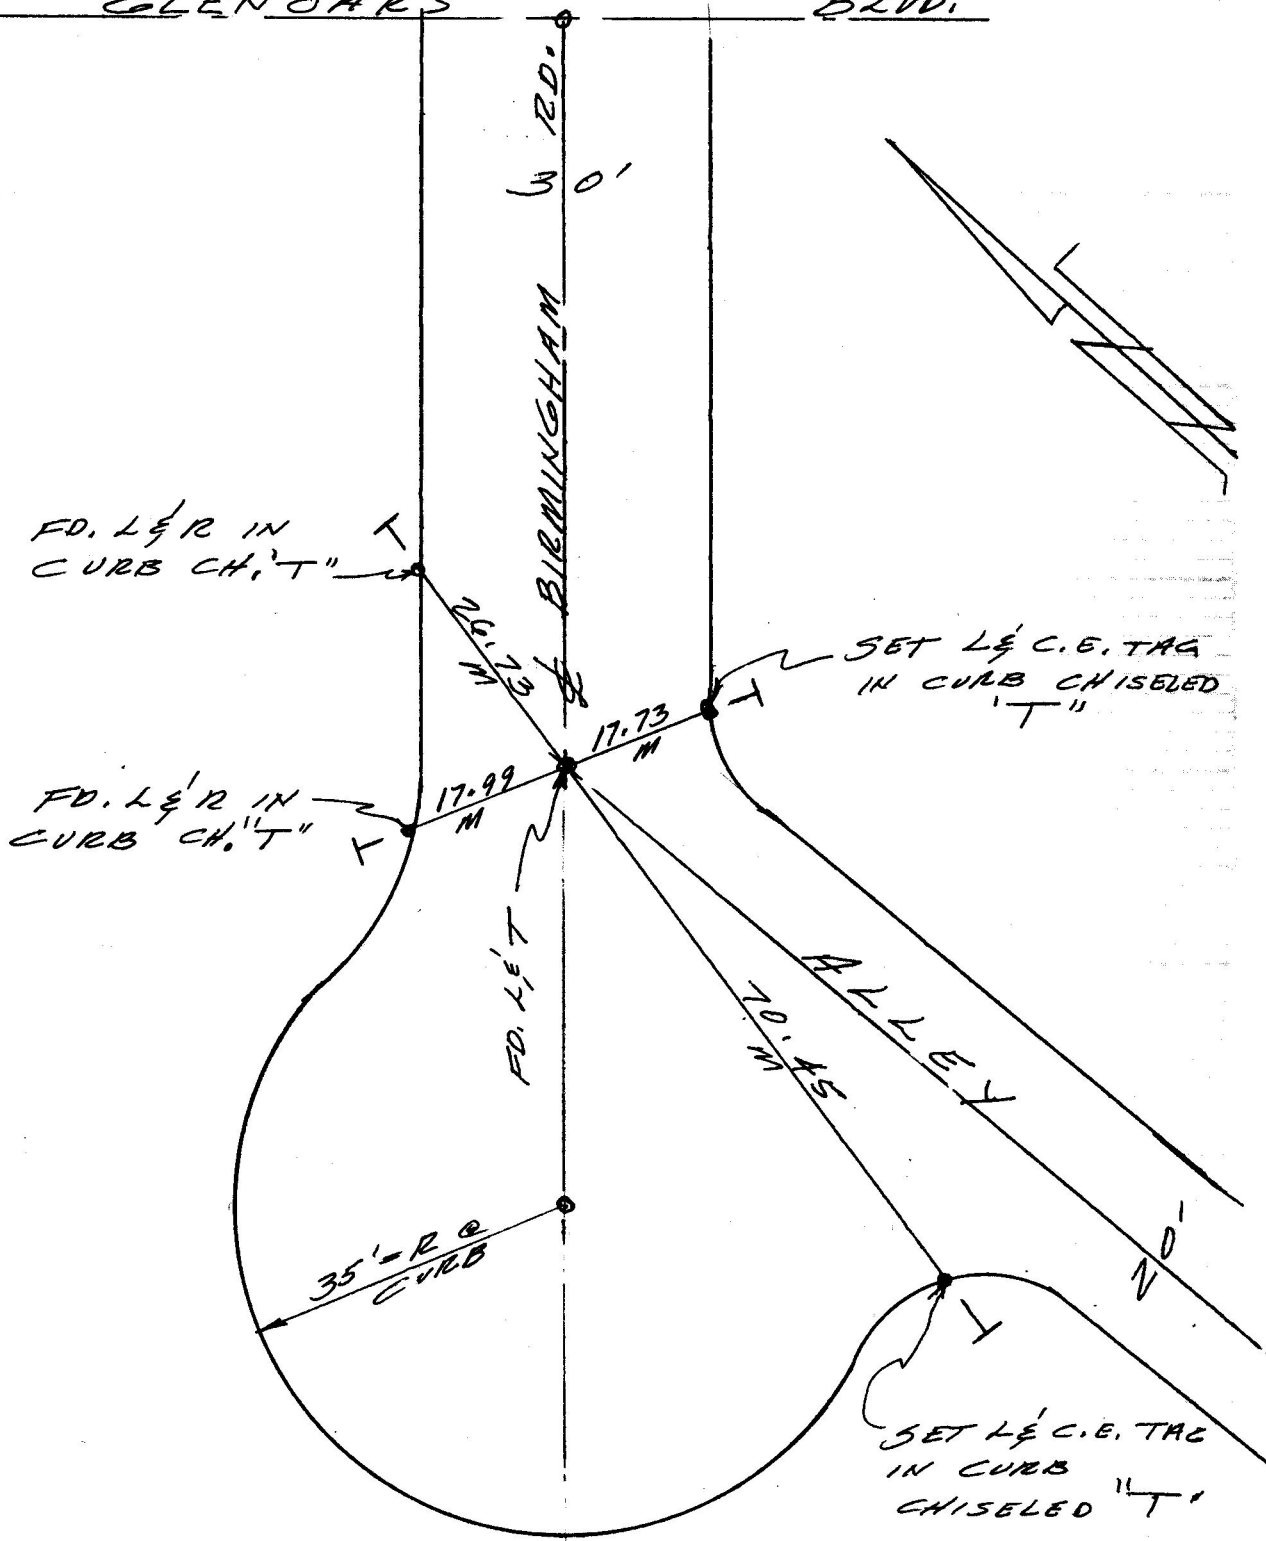 GLENOAKS BLVD.
BIRMINGHAM RD.
30'
FD. L & R IN
CURB CH. 'T"
T
26.73
M
℄
SET L & C.E. TAG
IN CURB CHISELED
'T"
T
17.73
M
FD. L & R IN
CURB CH. "T"
T
17.99
M
FD. L & T
ALLEY
70.45
M
20'
35' = R @
CURB
T
SET L & C.E. TAG
IN CURB
CHISELED "T"
N